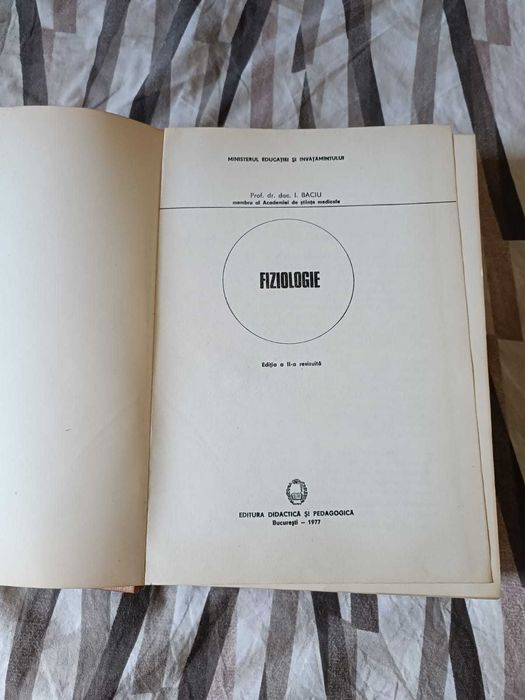 MINISTERUL EDUCAȚIEI ȘI INVĂȚĂMINTULUI
Prof. dr. doc. I. BACIU
membru al Academiei de științe medicale
FIZIOLOGIE
Ediția a II-a revizuită
EDITURA DIDACTICĂ ȘI PEDAGOGICĂ
București – 1977